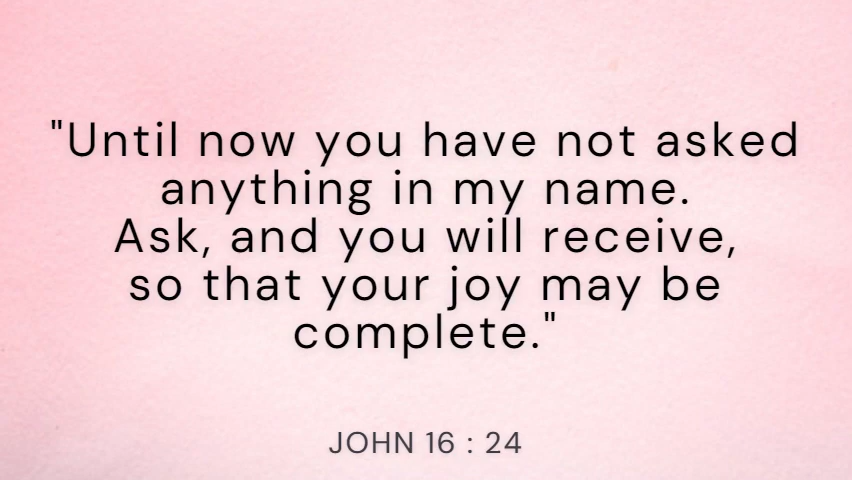 "Until now you have not asked
anything in my name.
Ask, and you will receive,
so that your joy may be
complete."
JOHN 16 : 24